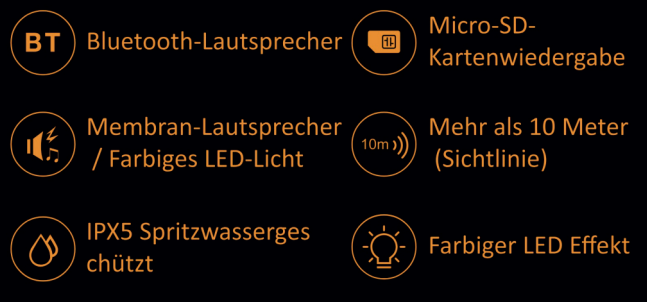 BT
Bluetooth-Lautsprecher
Micro-SD-
Kartenwiedergabe
Membran-Lautsprecher
/ Farbiges LED-Licht
10m
Mehr als 10 Meter
(Sichtlinie)
IPX5 Spritzwasserges
chützt
Farbiger LED Effekt